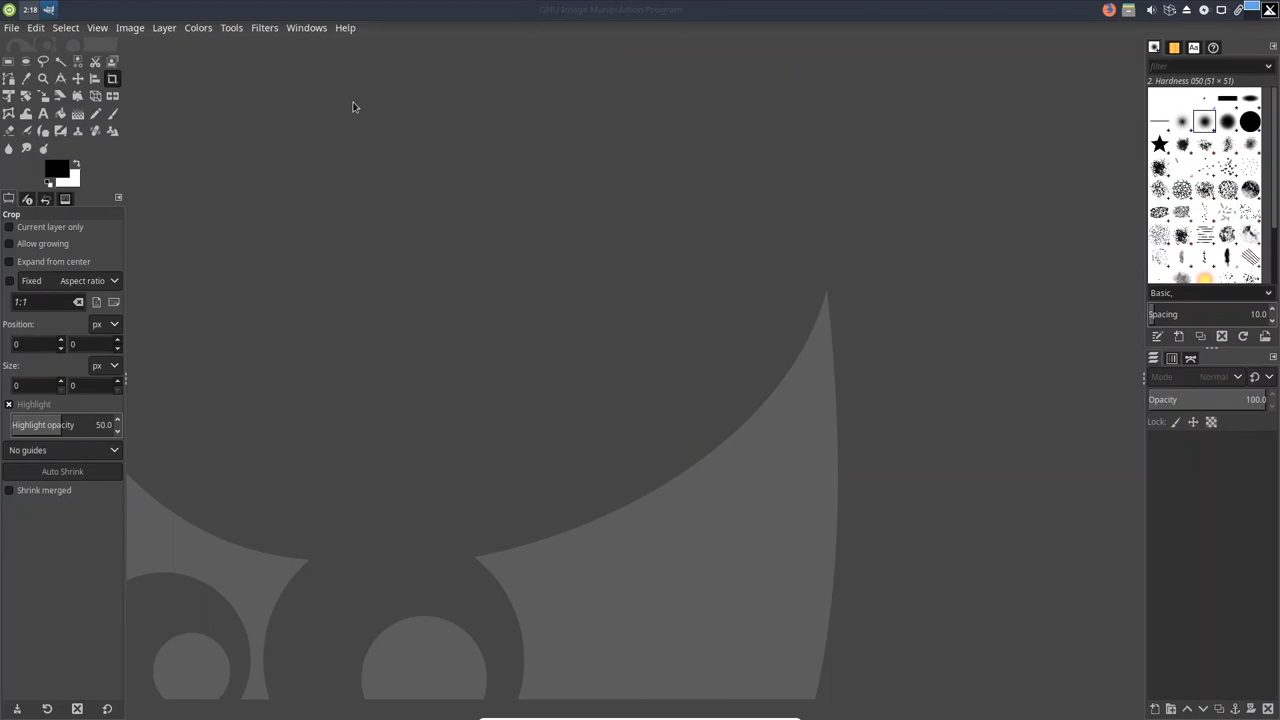 2:18
GNU Image Manipulation Program
File Edit Select View Image Layer Colors Tools Filters Windows Help
filter
2. Hardness 050 (51 × 51)
Crop
Current layer only
Allow growing
Expand from center
Fixed Aspect ratio
1:1
Position: px
0 0
Size: px
0 0
Highlight
Highlight opacity 50.0
No guides
Auto Shrink
Shrink merged
Basic,
Spacing 10.0
Mode Normal
Opacity 100.0
Lock: